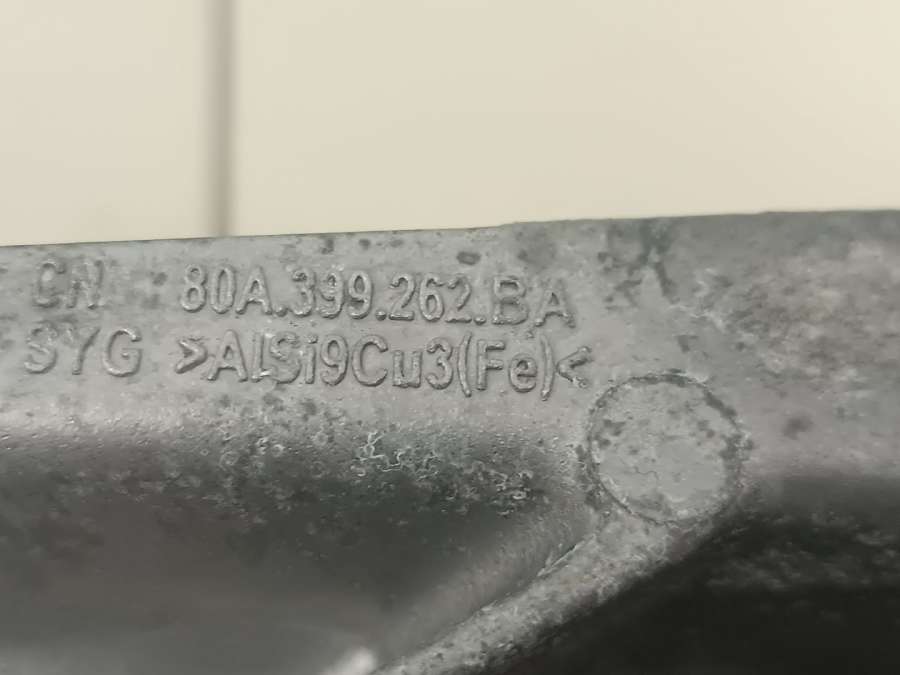 CN 80A.399.262.BA
SYG >AlSi9Cu3(Fe)<